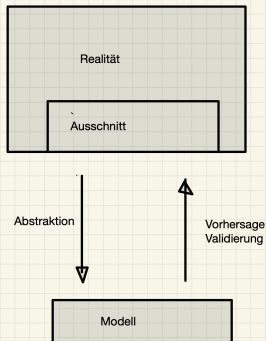 Realität
Ausschnitt
Abstraktion
Vorhersage
Validierung
Modell